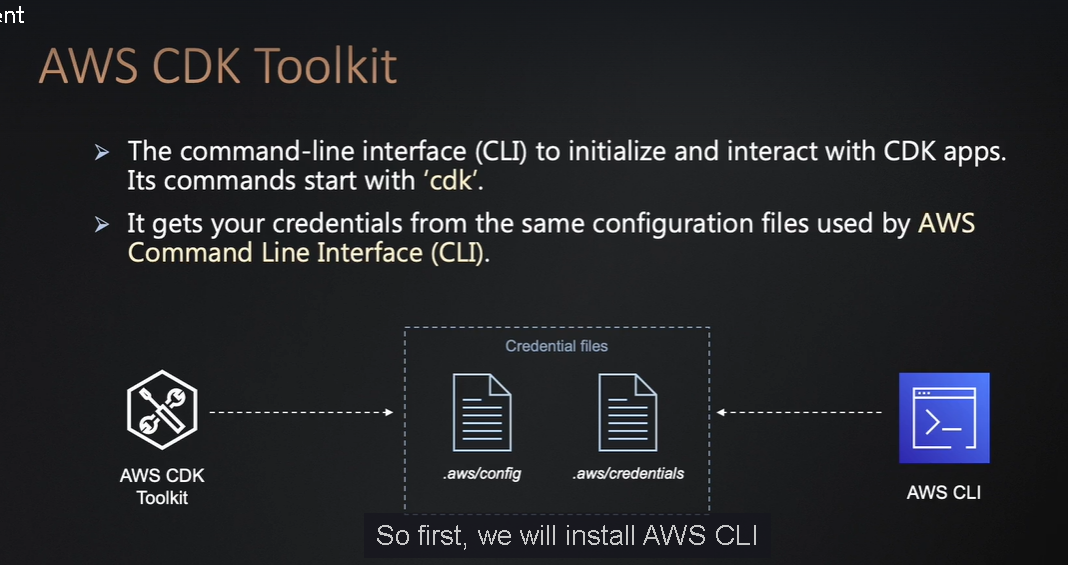 ent
AWS CDK Toolkit
The command-line interface (CLI) to initialize and interact with CDK apps.
Its commands start with ‘cdk’.
It gets your credentials from the same configuration files used by AWS
Command Line Interface (CLI).
Credential files
.aws/config
.aws/credentials
AWS CDK
Toolkit
AWS CLI
So first, we will install AWS CLI